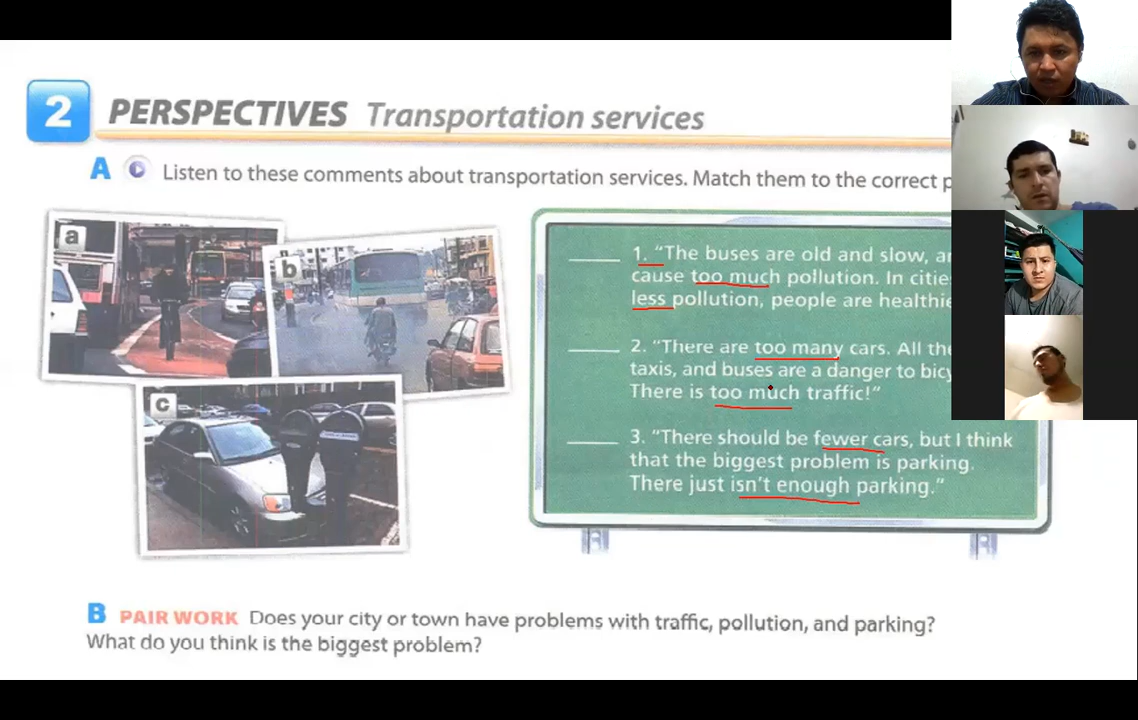 2 PERSPECTIVES Transportation services
A Listen to these comments about transportation services. Match them to the correct p
a
b
c
1. "The buses are old and slow, an
cause too much pollution. In citie
less pollution, people are healthie
2. "There are too many cars. All the
taxis, and buses are a danger to bicy
There is too much traffic!"
3. "There should be fewer cars, but I think
that the biggest problem is parking.
There just isn't enough parking."
B PAIR WORK Does your city or town have problems with traffic, pollution, and parking?
What do you think is the biggest problem?